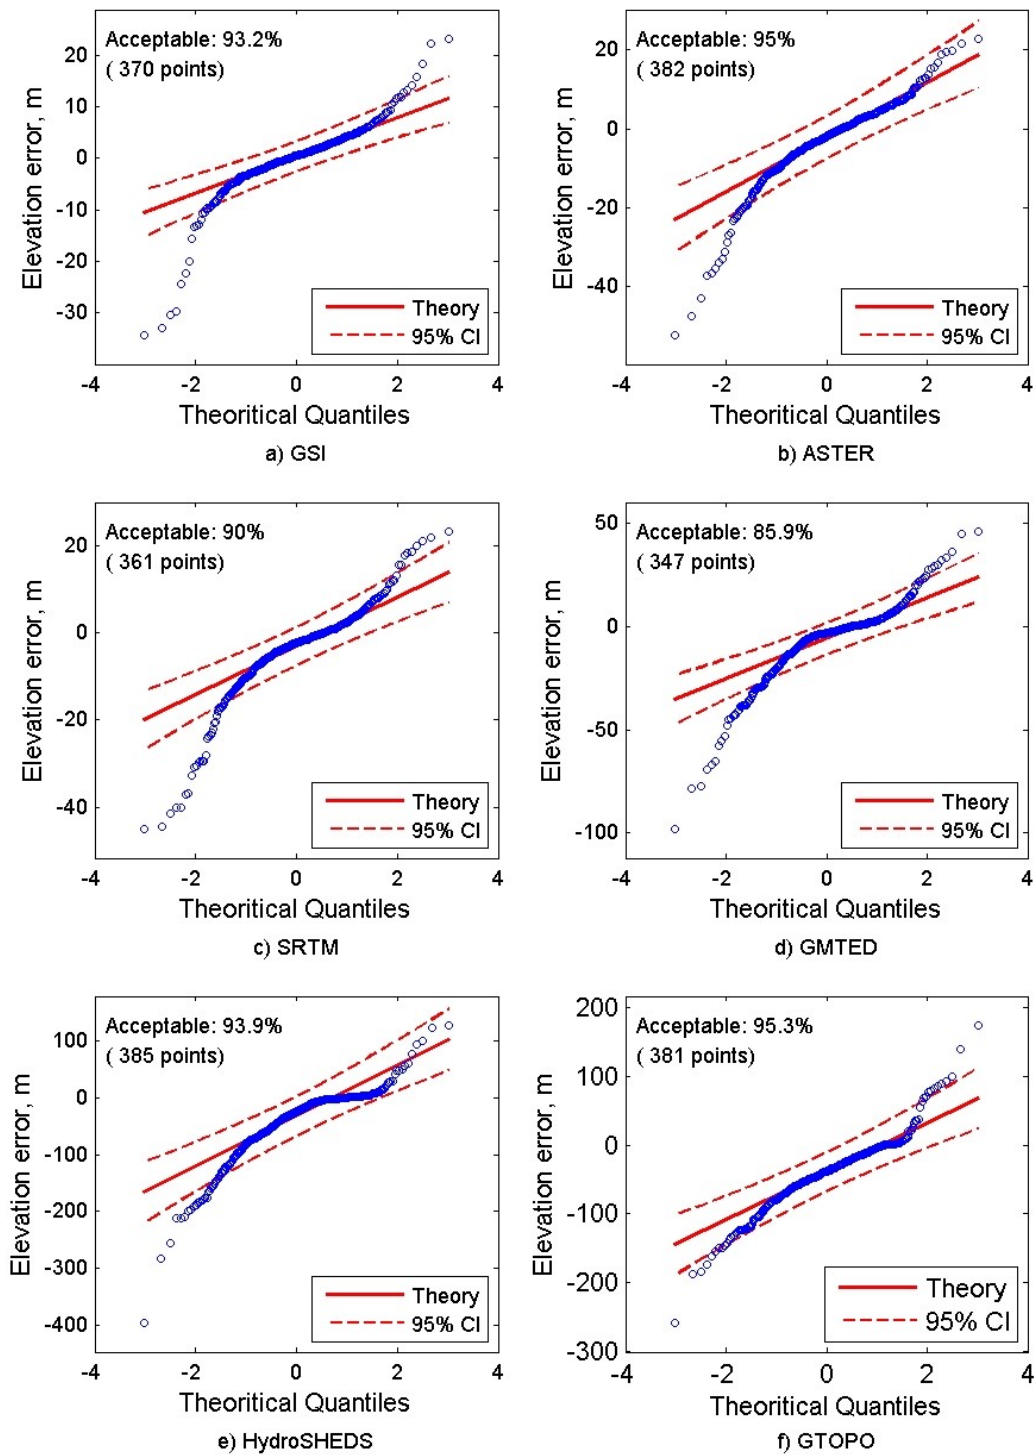 Acceptable: 93.2%
( 370 points)
20
10
0
-10
-20
-30
Elevation error, m
Theory
95% CI
-4 -2 0 2 4
Theoritical Quantiles
a) GSI
Acceptable: 95%
( 382 points)
20
0
-20
-40
Elevation error, m
Theory
95% CI
-4 -2 0 2 4
Theoritical Quantiles
b) ASTER
Acceptable: 90%
( 361 points)
20
0
-20
-40
Elevation error, m
Theory
95% CI
-4 -2 0 2 4
Theoritical Quantiles
c) SRTM
Acceptable: 85.9%
( 347 points)
50
0
-50
-100
Elevation error, m
Theory
95% CI
-4 -2 0 2 4
Theoritical Quantiles
d) GMTED
Acceptable: 93.9%
( 385 points)
100
0
-100
-200
-300
-400
Elevation error, m
Theory
95% CI
-4 -2 0 2 4
Theoritical Quantiles
e) HydroSHEDS
Acceptable: 95.3%
( 381 points)
200
100
0
-100
-200
-300
Elevation error, m
Theory
95% CI
-4 -2 0 2 4
Theoritical Quantiles
f) GTOPO